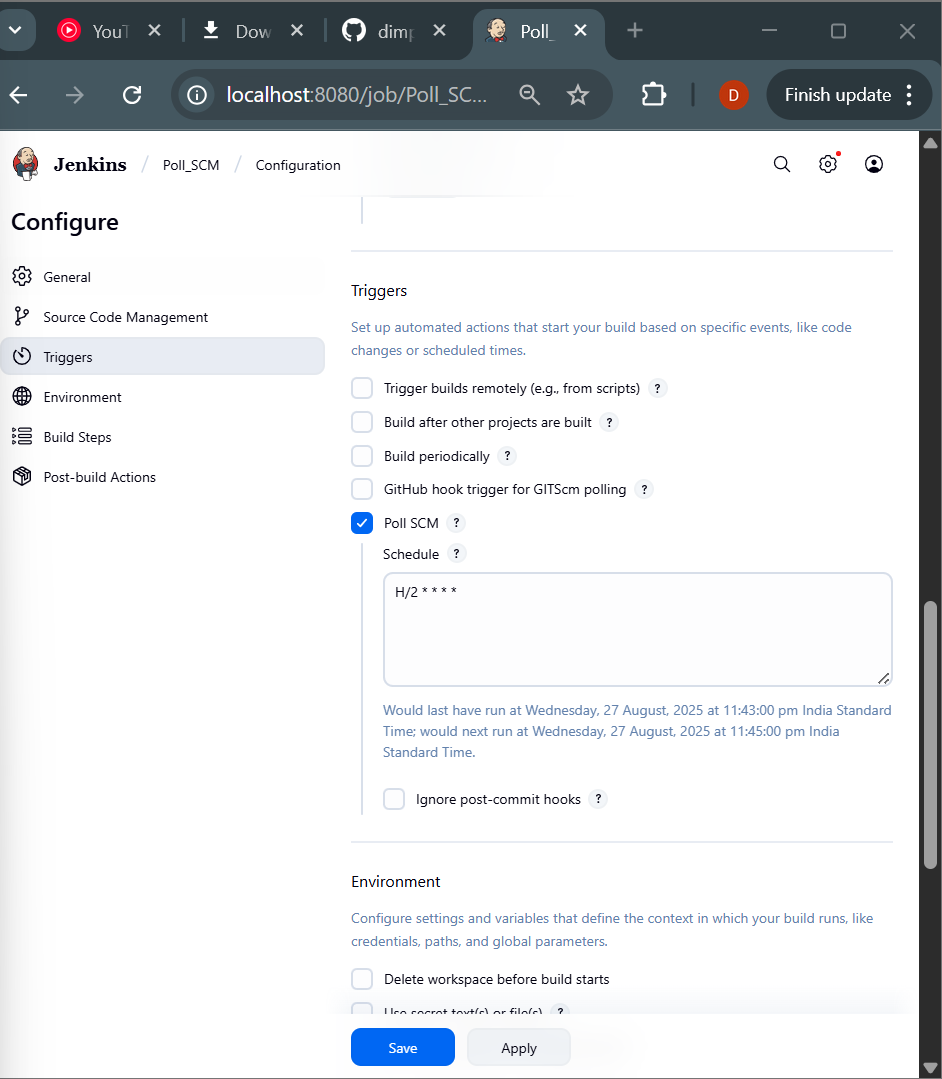 YouT
Dow
dimp
Poll_
localhost:8080/job/Poll_SC...
D
Finish update
Jenkins / Poll_SCM / Configuration
Configure
General
Source Code Management
Triggers
Environment
Build Steps
Post-build Actions
Triggers
Set up automated actions that start your build based on specific events, like code
changes or scheduled times.
Trigger builds remotely (e.g., from scripts) ?
Build after other projects are built ?
Build periodically ?
GitHub hook trigger for GITScm polling ?
Poll SCM ?
Schedule ?
H/2 * * * *
Would last have run at Wednesday, 27 August, 2025 at 11:43:00 pm India Standard
Time; would next run at Wednesday, 27 August, 2025 at 11:45:00 pm India
Standard Time.
Ignore post-commit hooks ?
Environment
Configure settings and variables that define the context in which your build runs, like
credentials, paths, and global parameters.
Delete workspace before build starts
Use secret text(s) or file(s) ?
Save
Apply